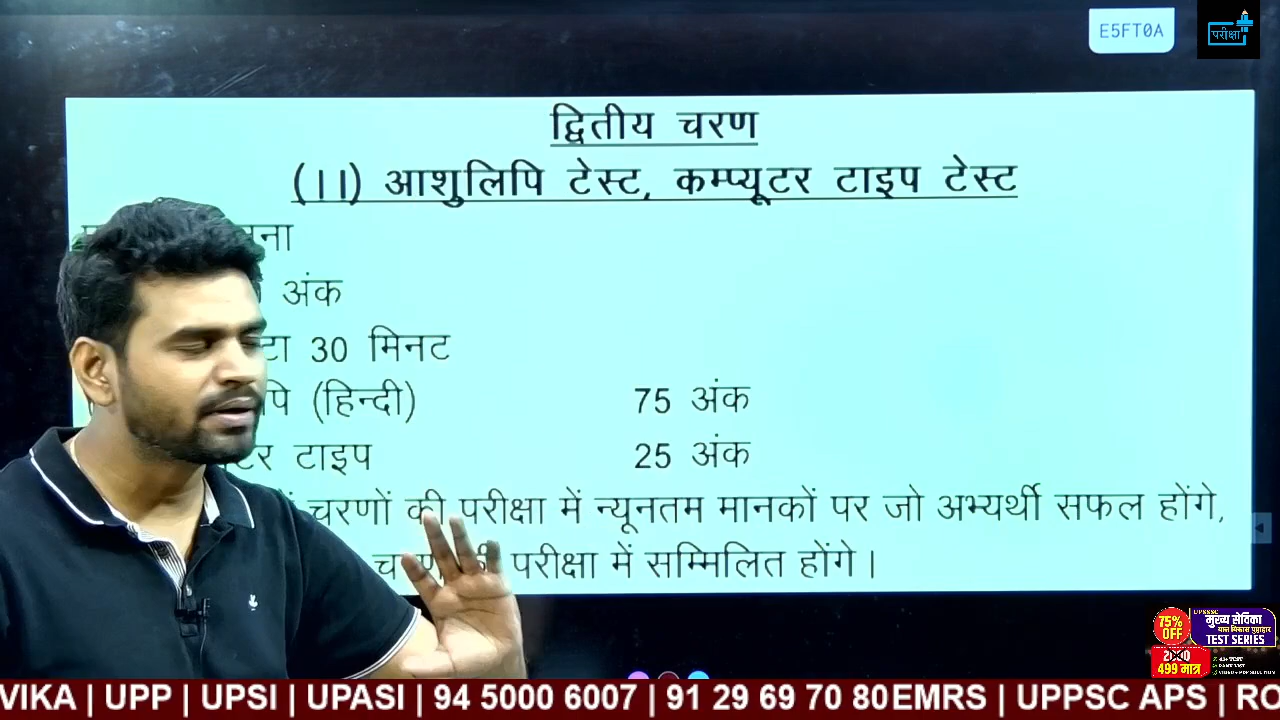 E5FT0A
परीक्षा
द्वितीय चरण
(II) आशुलिपि टेस्ट, कम्प्यूटर टाइप टेस्ट
अंक
30 मिनट
(हिन्दी) 75 अंक
टाइप 25 अंक
चरणों की परीक्षा में न्यूनतम मानकों पर जो अभ्यर्थी सफल होंगे,
की परीक्षा में सम्मिलित होंगे।
75% OFF
UPSSSC
मुख्य सेविका
TEST SERIES
499 मात्र
VIKA | UPP | UPSI | UPASI | 94 5000 6007 | 91 29 69 70 80EMRS | UPPSC APS | RO